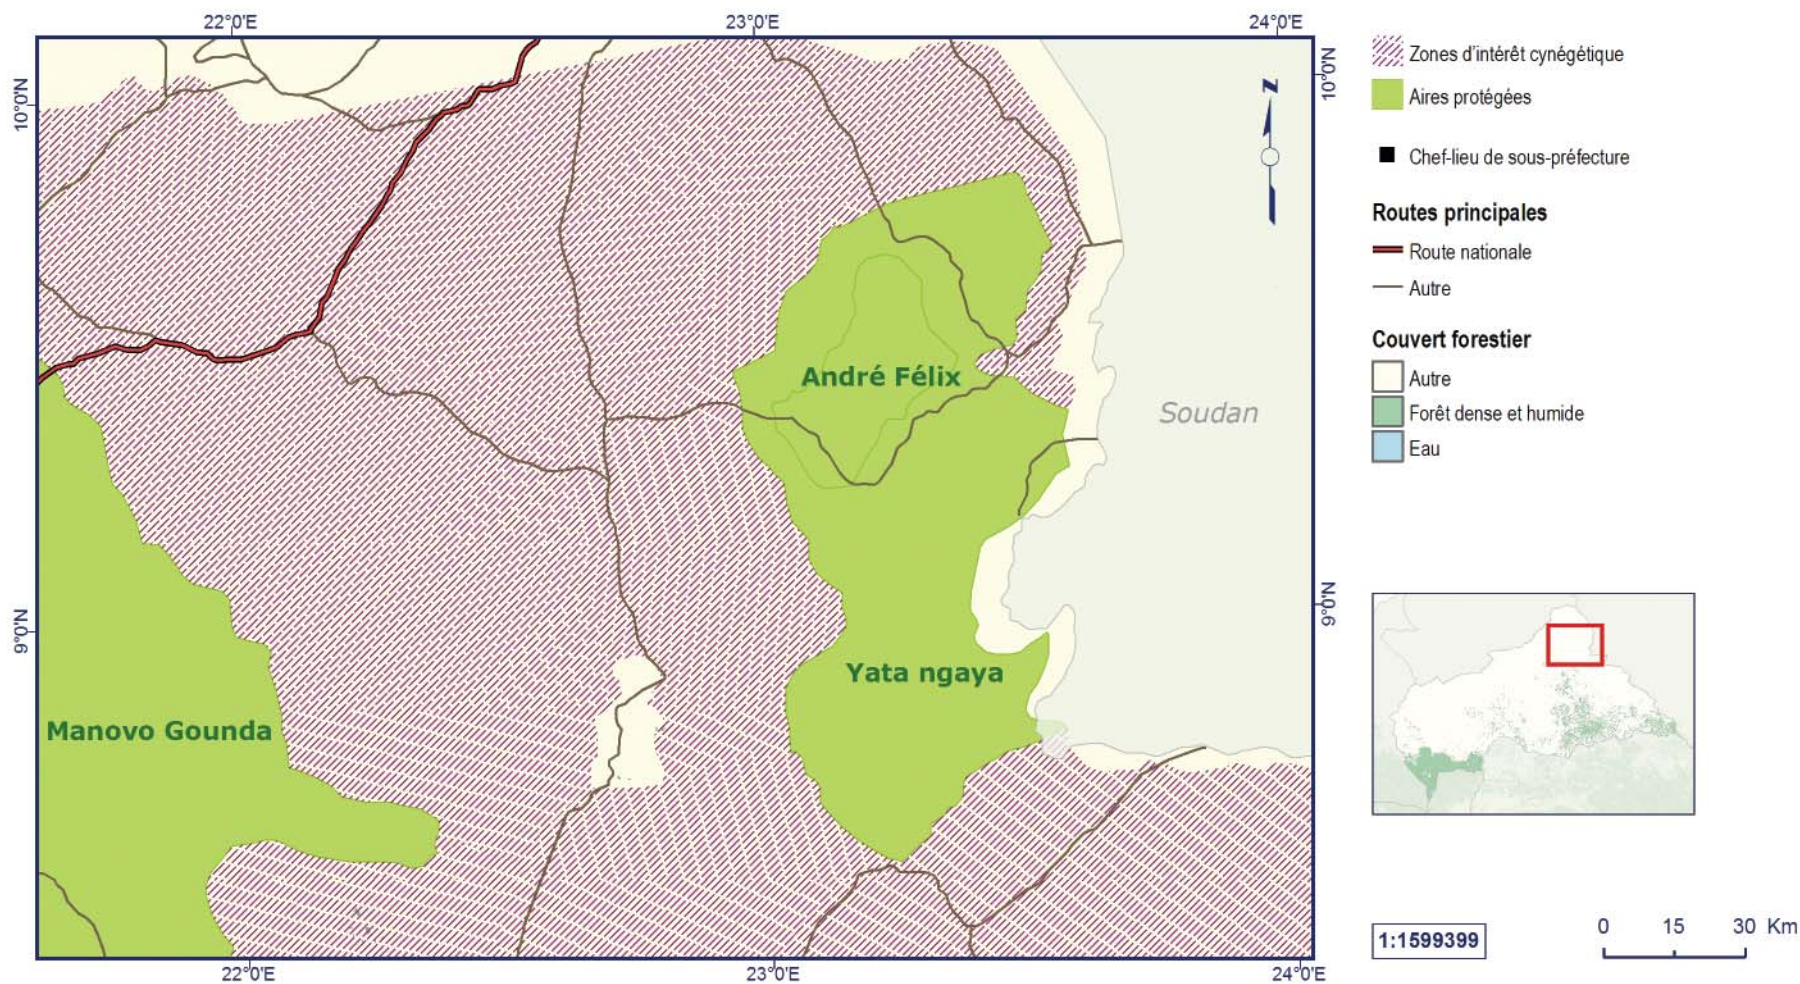 22°0'E
23°0'E
24°0'E
10°0'N
10°0'N
N
Zones d'intérêt cynégétique
Aires protégées
Chef-lieu de sous-préfecture
Routes principales
Route nationale
Autre
Couvert forestier
Autre
Forêt dense et humide
Eau
André Félix
Soudan
9°0'N
9°0'N
Yata ngaya
Manovo Gounda
1:1599399
0 15 30 Km
22°0'E
23°0'E
24°0'E